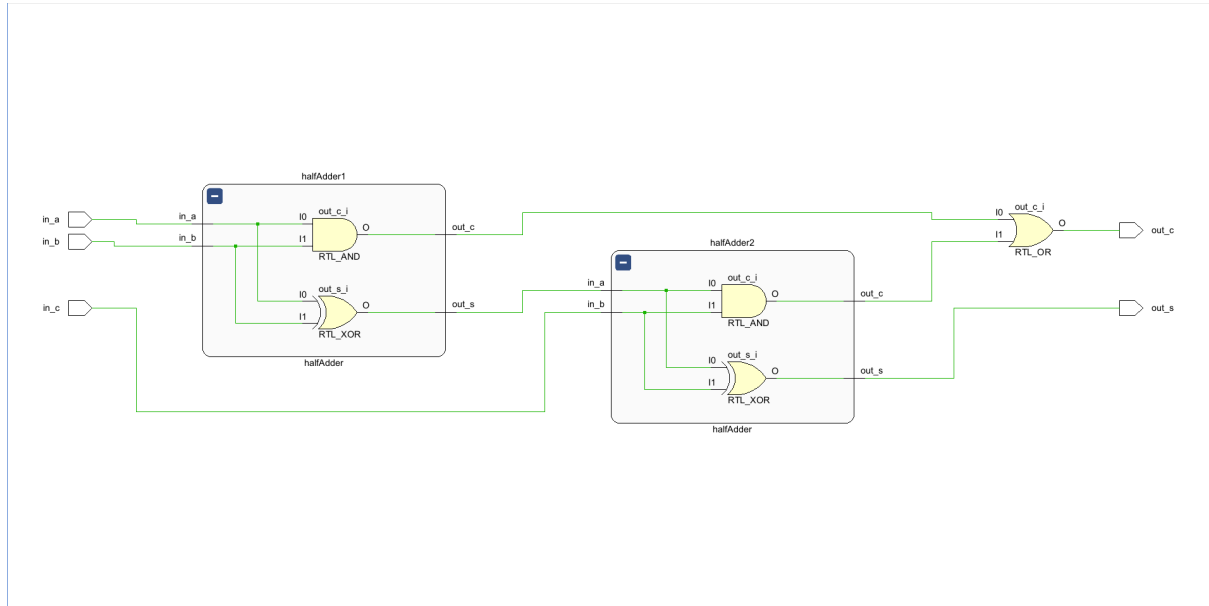 halfAdder1
in_a
in_b
in_c
in_a
in_b
I0
I1
out_c_i
O
RTL_AND
out_c
I0
I1
out_s_i
O
RTL_XOR
out_s
halfAdder
halfAdder2
in_a
in_b
I0
I1
out_c_i
O
RTL_AND
out_c
I0
I1
out_s_i
O
RTL_XOR
out_s
halfAdder
I0
I1
out_c_i
O
RTL_OR
out_c
out_s